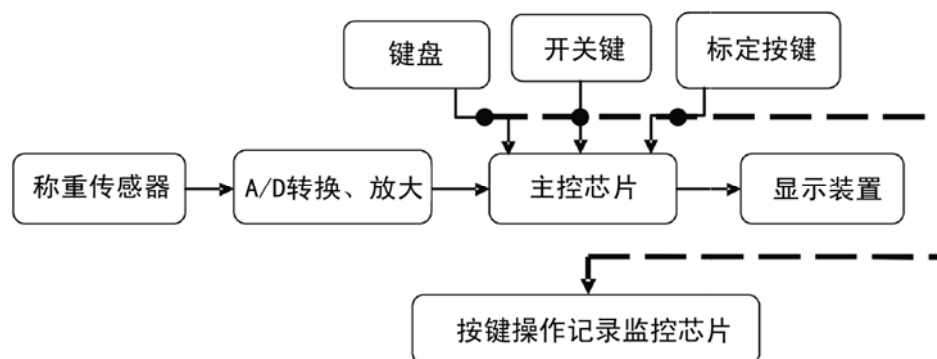 键盘
开关键
标定按键
称重传感器
A/D转换、放大
主控芯片
显示装置
按键操作记录监控芯片